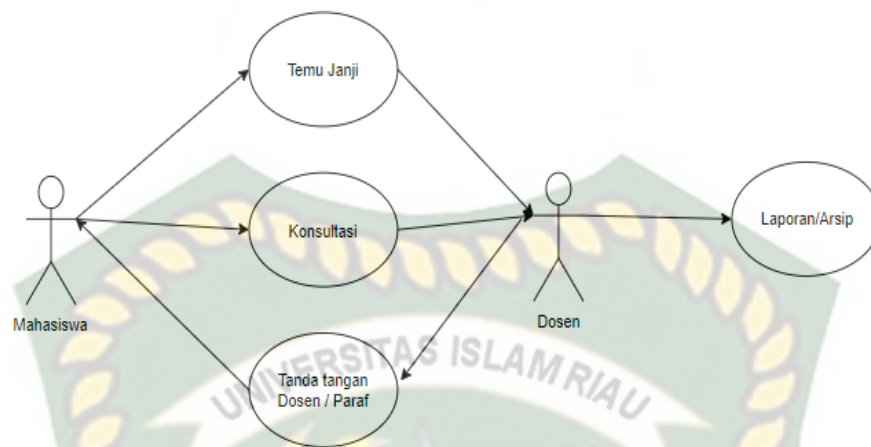 Temu Janji
Konsultasi
Laporan/Arsip
Mahasiswa
Dosen
Tanda tangan
Dosen / Paraf
UNIVERSITAS ISLAM RIAU